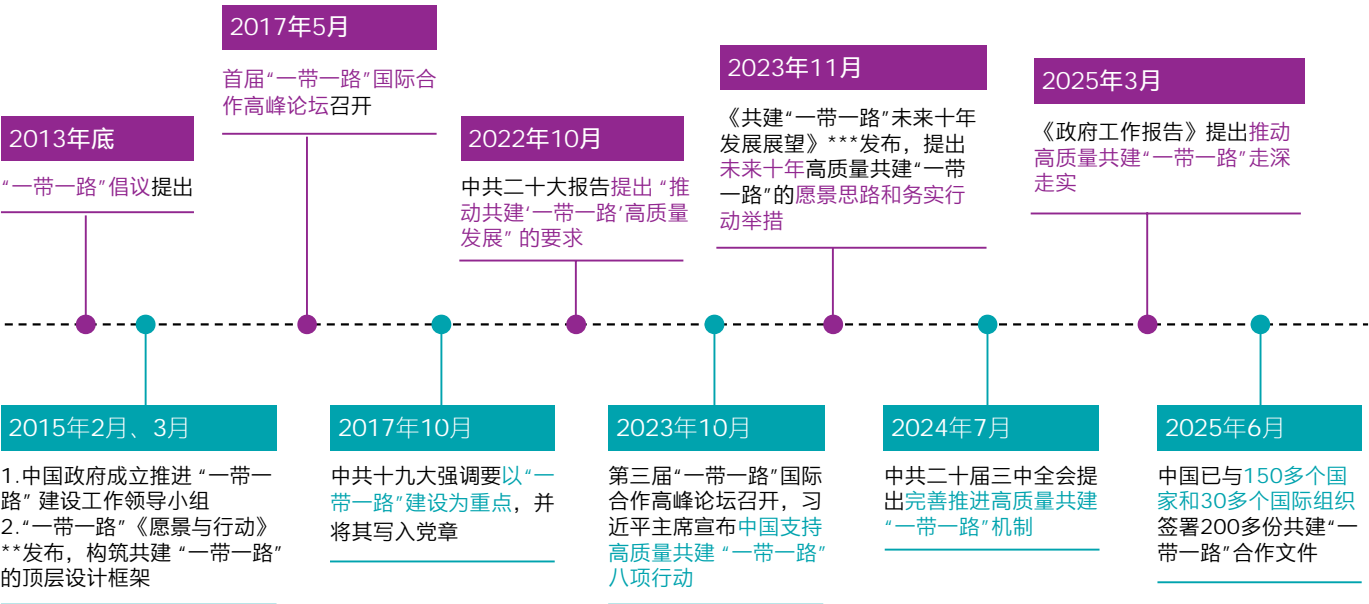 2013年底
“一带一路”倡议提出
2015年2月、3月
1.中国政府成立推进 “一带一
路” 建设工作领导小组
2.“一带一路”《愿景与行动》
**发布，构筑共建 “一带一路”
的顶层设计框架
2017年5月
首届“一带一路”国际合
作高峰论坛召开
2017年10月
中共十九大强调要以“一
带一路”建设为重点，并
将其写入党章
2022年10月
中共二十大报告提出 “推
动共建‘一带一路’高质量
发展” 的要求
2023年10月
第三届“一带一路”国际
合作高峰论坛召开，习
近平主席宣布中国支持
高质量共建 “一带一路”
八项行动
2023年11月
《共建“一带一路”未来十年
发展展望》***发布，提出
未来十年高质量共建“一带
一路”的愿景思路和务实行
动举措
2024年7月
中共二十届三中全会提
出完善推进高质量共建
“一带一路”机制
2025年3月
《政府工作报告》提出推动
高质量共建“一带一路”走深
走实
2025年6月
中国已与150多个国
家和30多个国际组织
签署200多份共建“一
带一路”合作文件